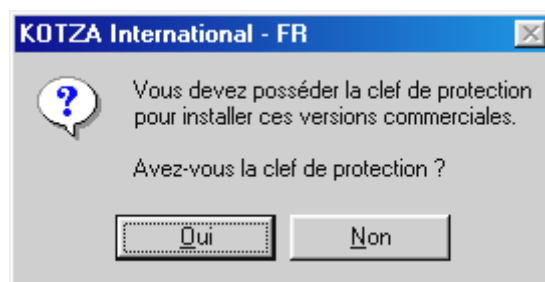 KOTZA International - FR
Vous devez posséder la clef de protection
pour installer ces versions commerciales.
Avez-vous la clef de protection ?
Oui
Non